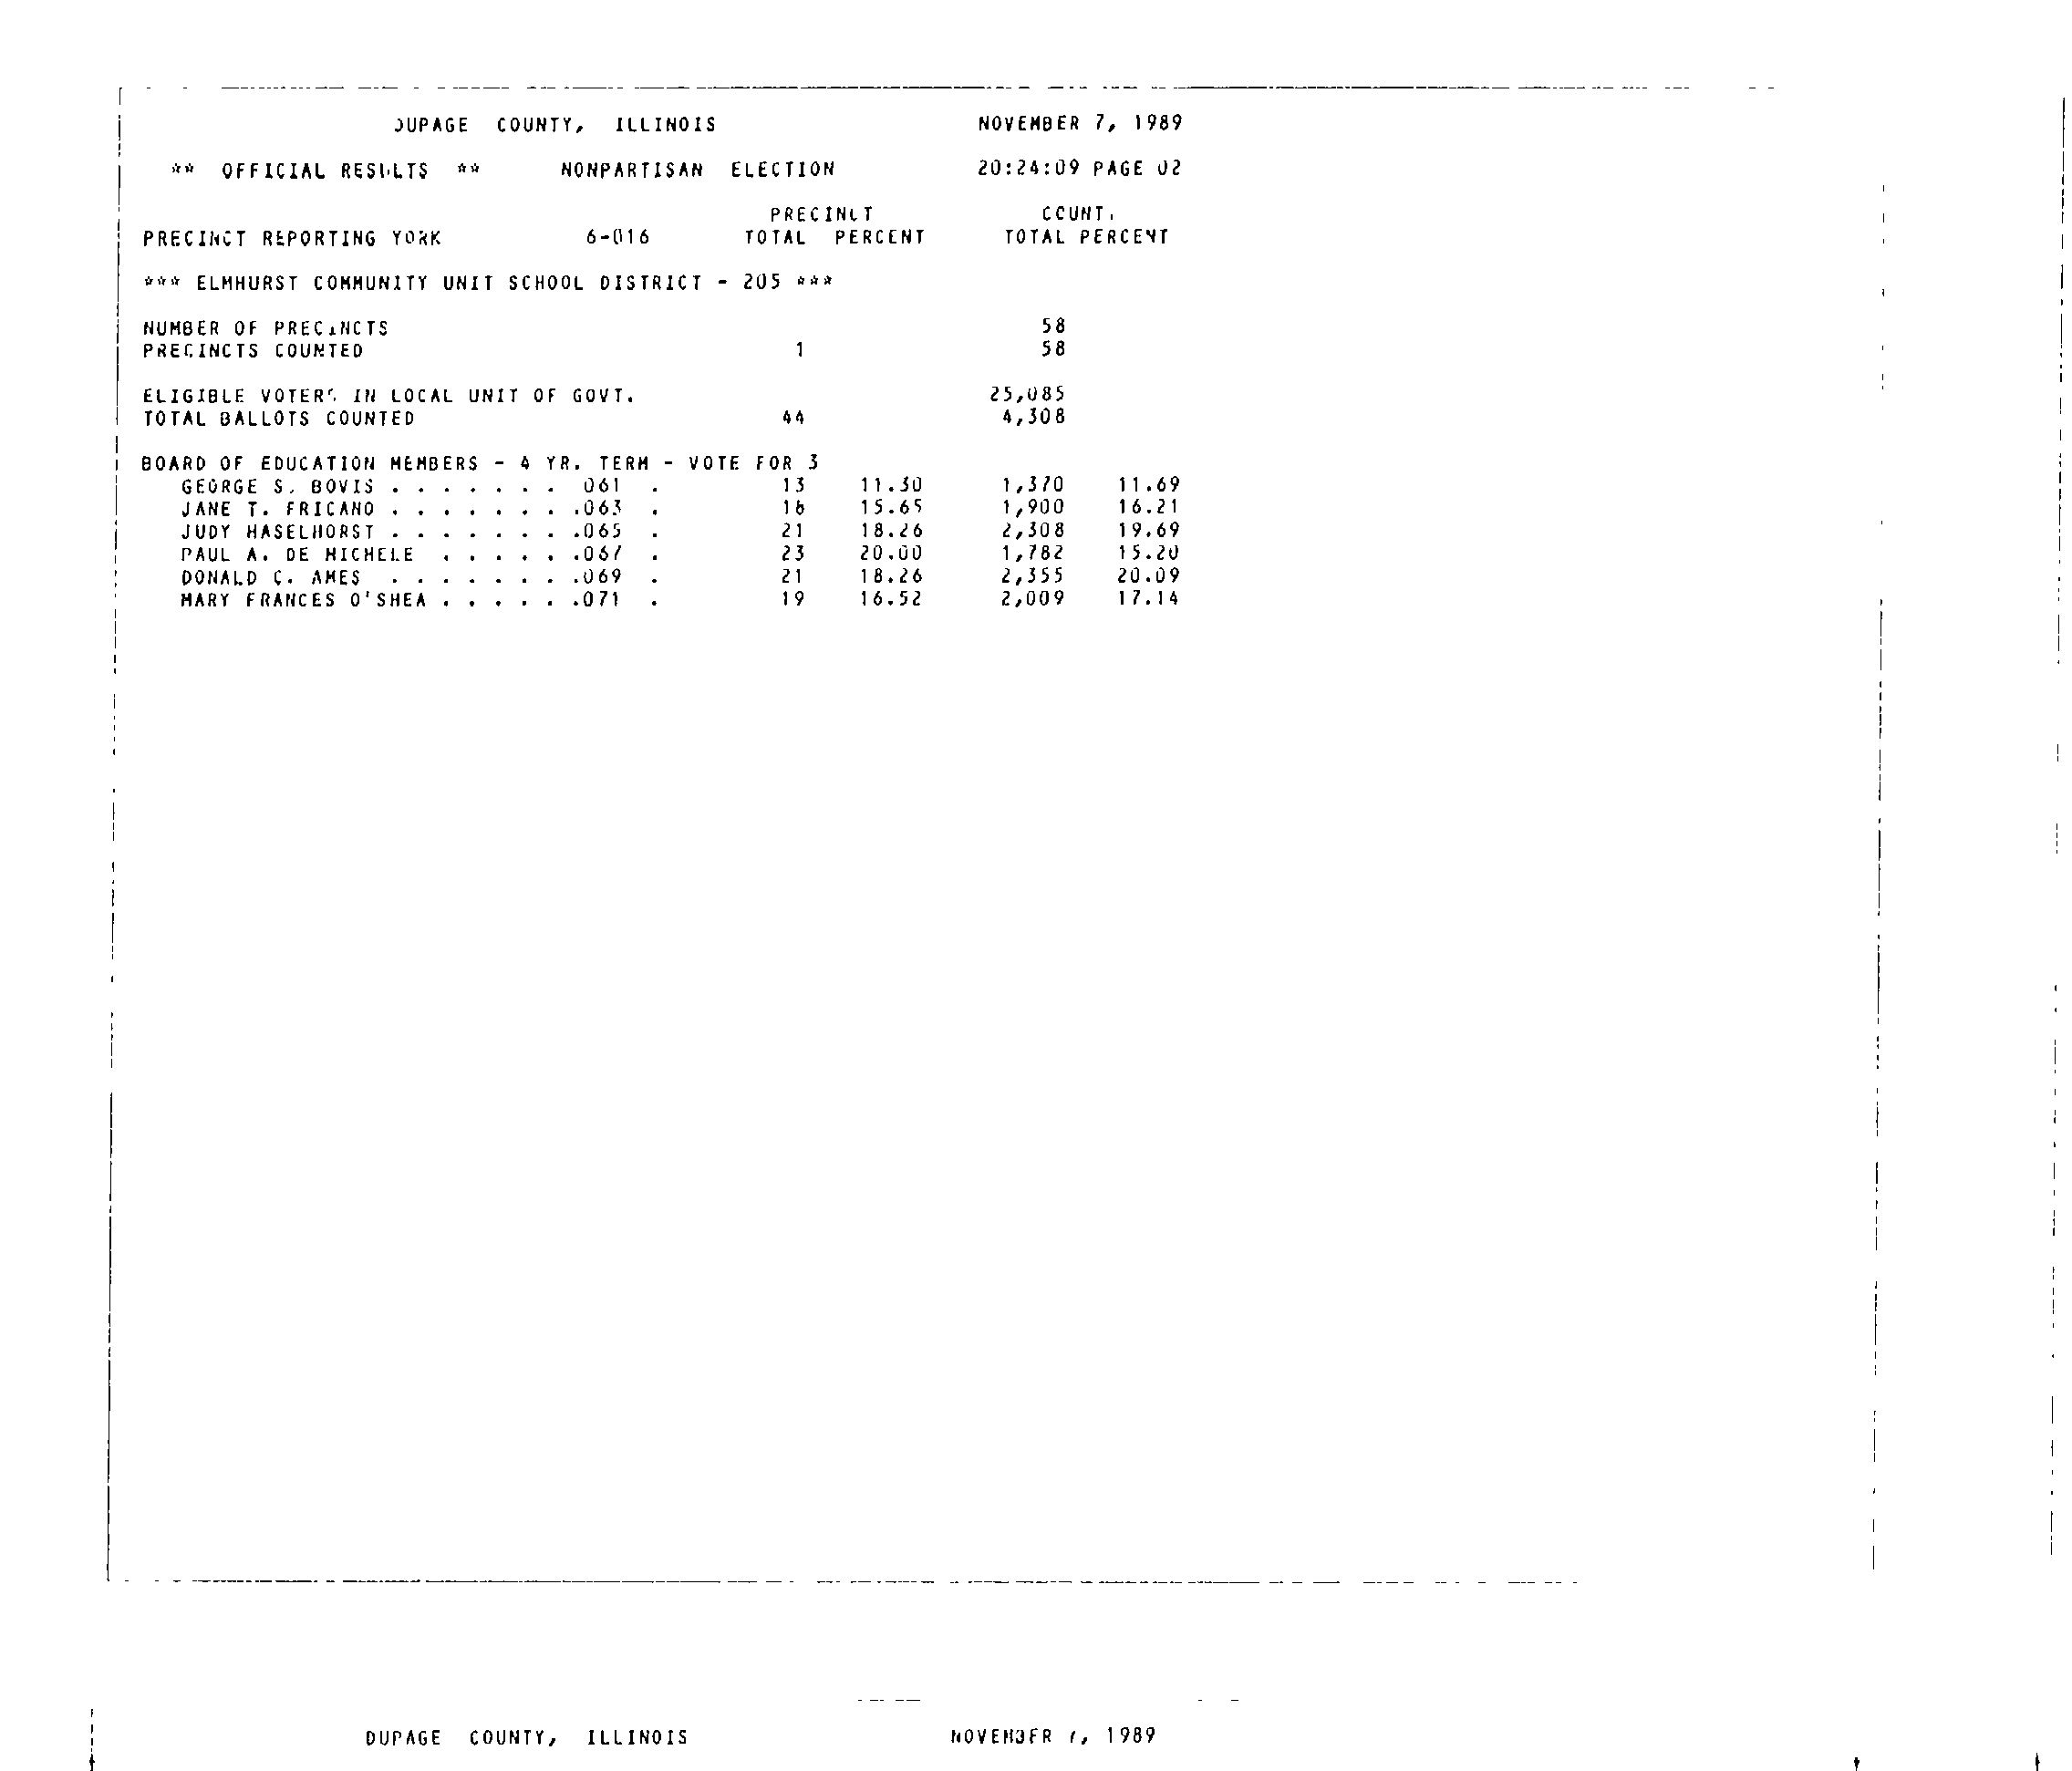 DUPAGE COUNTY, ILLINOIS NOVEMBER 7, 1989
** OFFICIAL RESULTS ** NONPARTISAN ELECTION 20:24:09 PAGE 02
PRECINCT COUNTY
PRECINCT REPORTING YORK 6-016 TOTAL PERCENT TOTAL PERCENT
*** ELMHURST COMMUNITY UNIT SCHOOL DISTRICT - 205 ***
NUMBER OF PRECINCTS 58
PRECINCTS COUNTED 1 58
ELIGIBLE VOTERS IN LOCAL UNIT OF GOVT. 25,085
TOTAL BALLOTS COUNTED 44 4,308
BOARD OF EDUCATION MEMBERS - 4 YR. TERM - VOTE FOR 3
GEORGE S. BOVIS . . . . . . . 061 . 13 11.30 1,370 11.69
JANE T. FRICANO . . . . . . . .063 . 18 15.65 1,900 16.21
JUDY HASELHORST . . . . . . . .065 . 21 18.26 2,308 19.69
PAUL A. DE MICHELE . . . . . .067 . 23 20.00 1,782 15.20
DONALD C. AMES . . . . . . . .069 . 21 18.26 2,355 20.09
MARY FRANCES O'SHEA . . . . . .071 . 19 16.52 2,009 17.14
DUPAGE COUNTY, ILLINOIS NOVEMBER 7, 1989